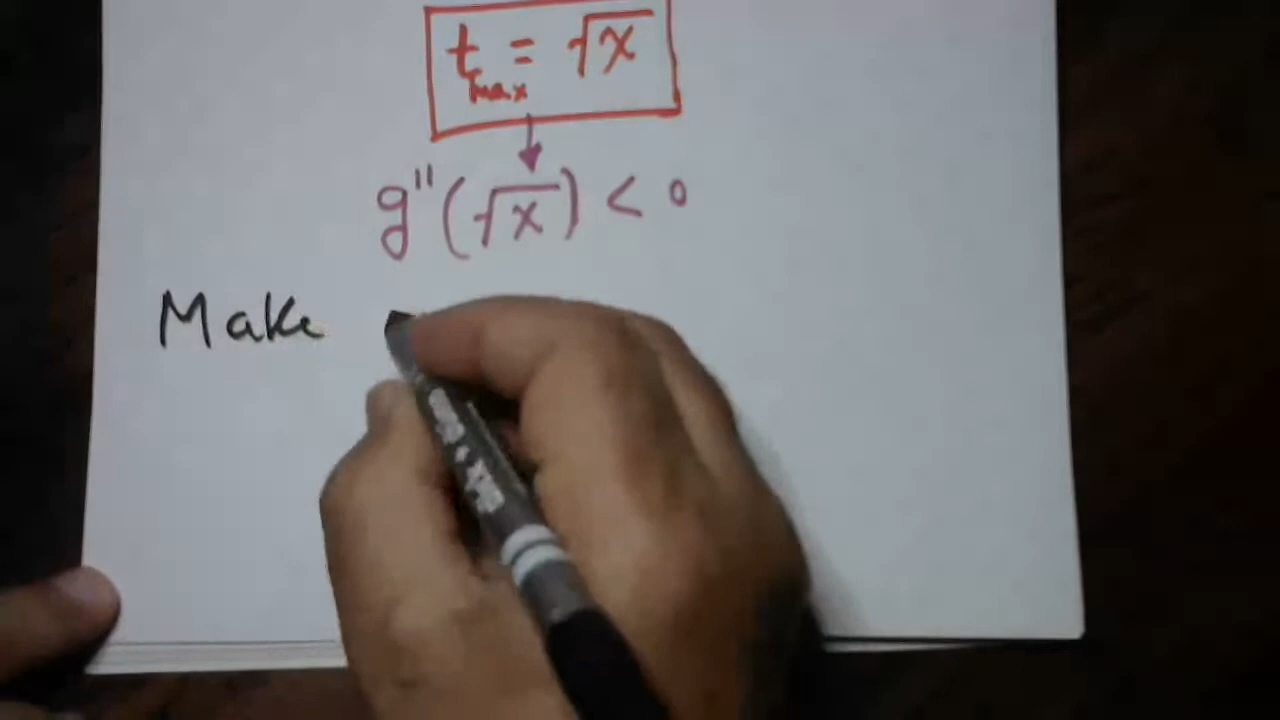 t_max = √x
g''(√x) < 0
Make